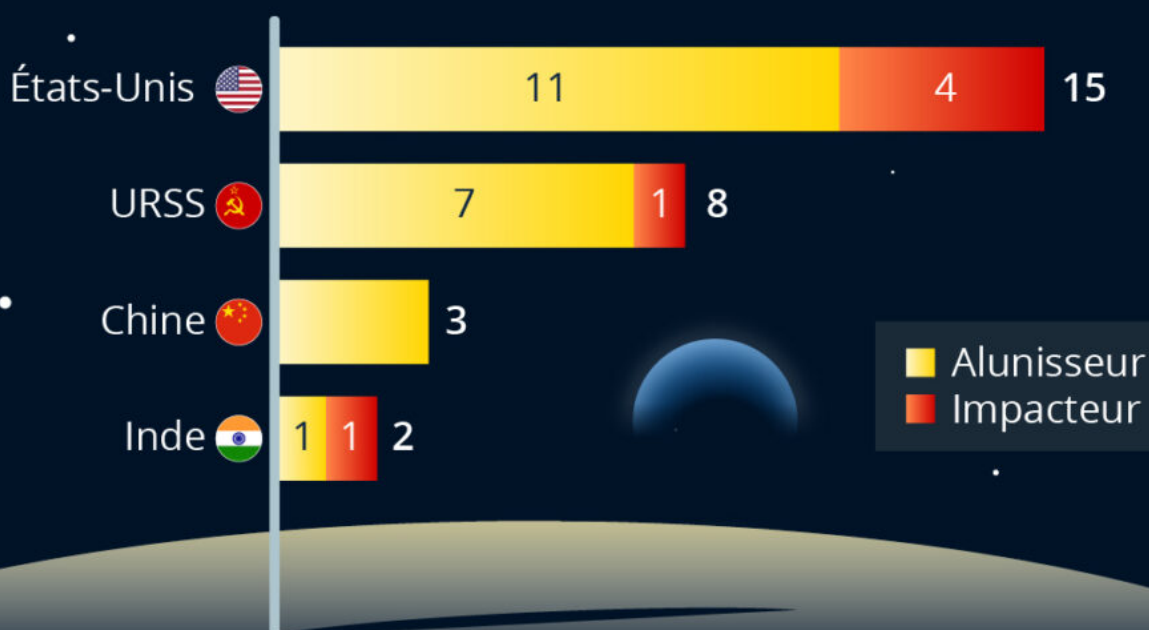 États-Unis 11 4 15
URSS 7 1 8
Chine 3
Alunisseur
Impacteur
Inde 1 1 2